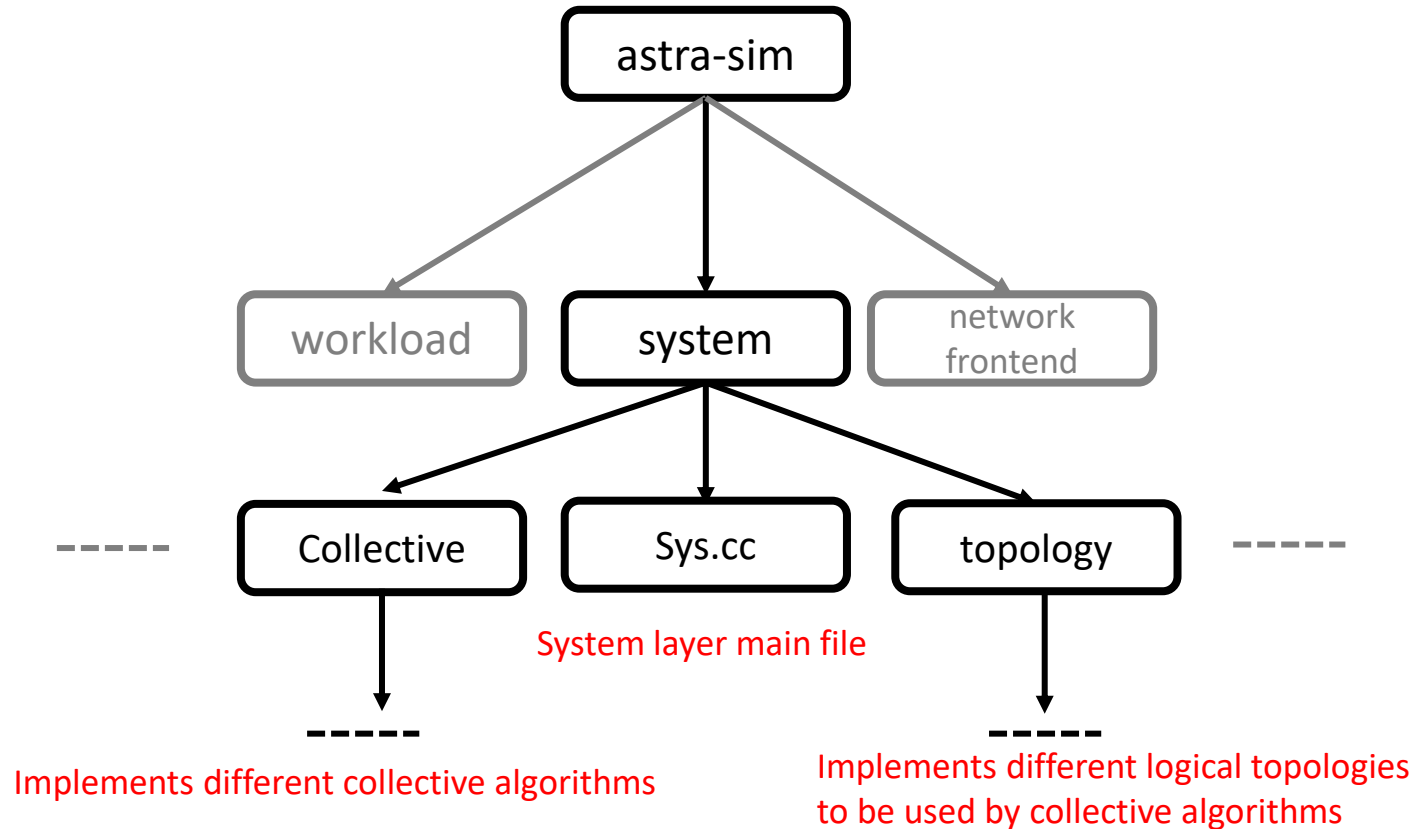 astra-sim
workload
system
network
frontend
Collective
Sys.cc
topology
System layer main file
Implements different collective algorithms
Implements different logical topologies
to be used by collective algorithms